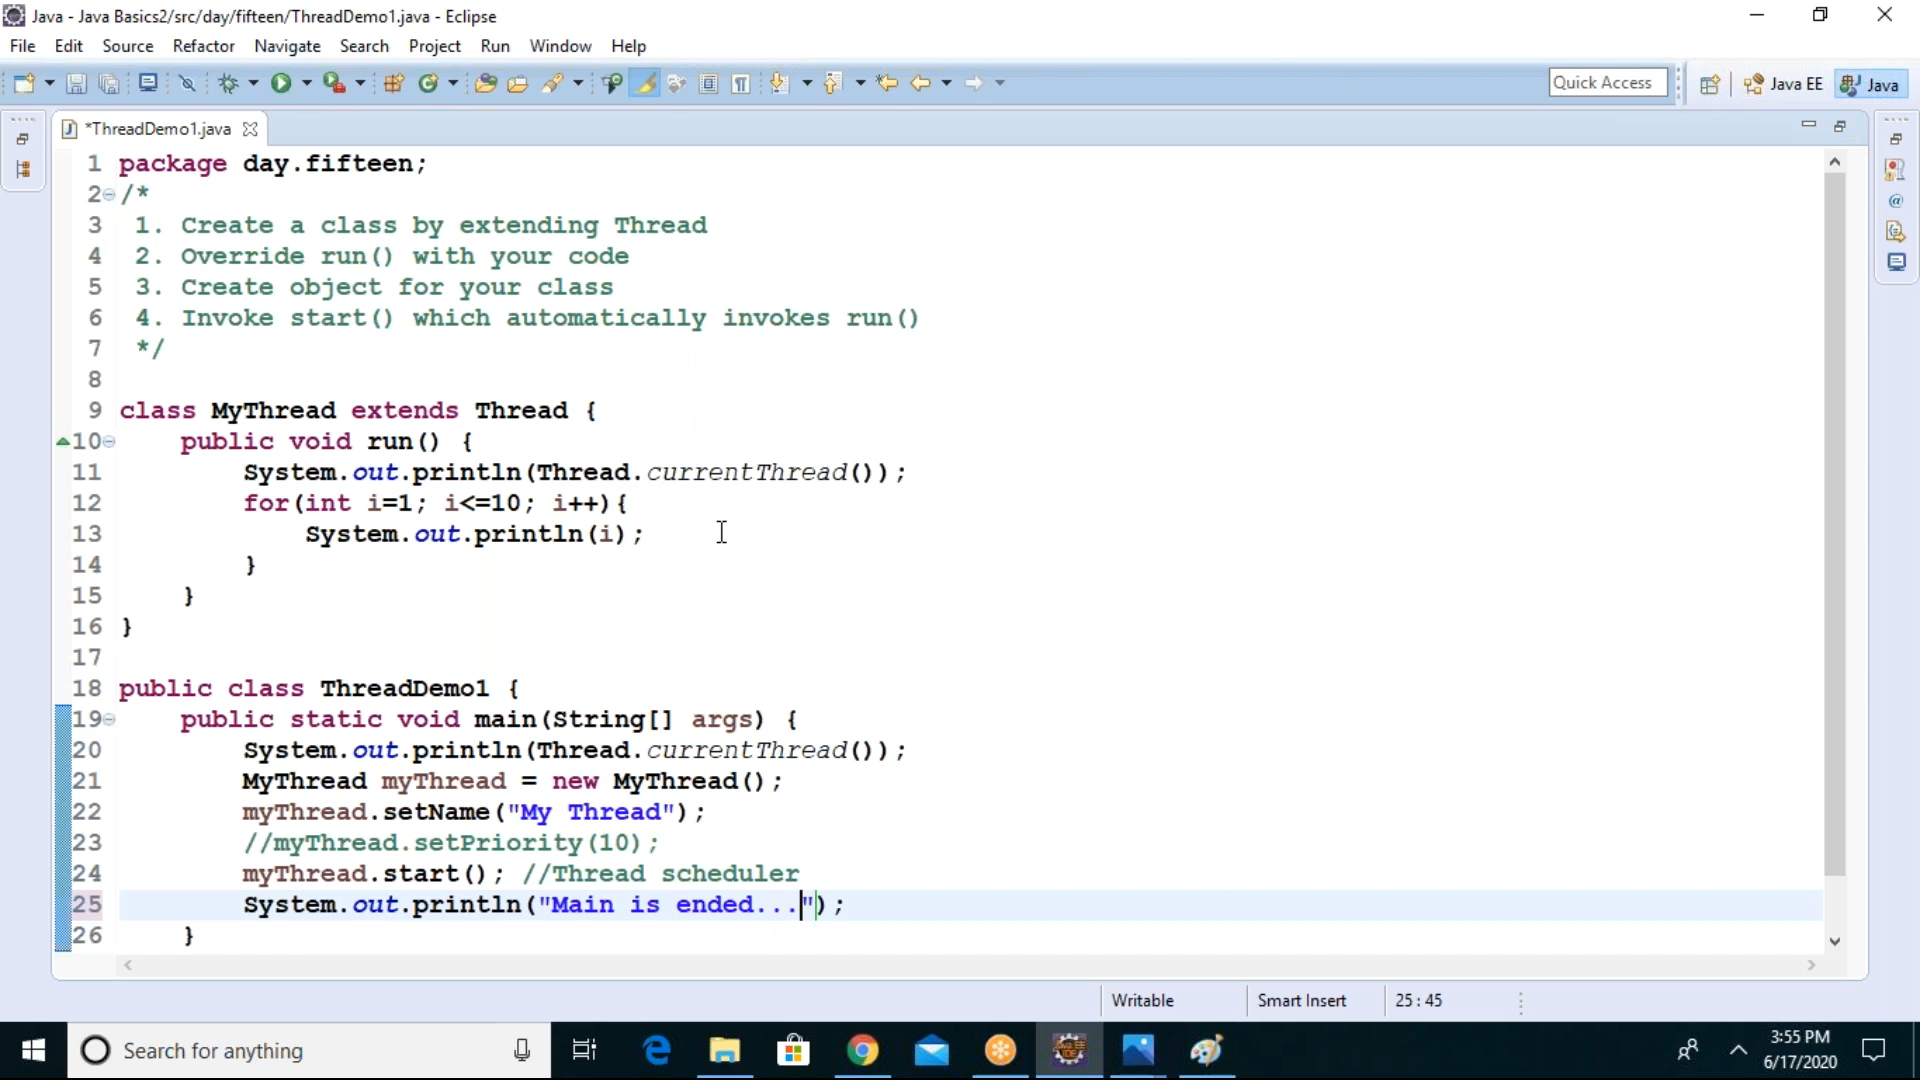 Java - Java Basics2/src/day/fifteen/ThreadDemo1.java - Eclipse
File Edit Source Refactor Navigate Search Project Run Window Help
Quick Access Java EE Java
*ThreadDemo1.java
1 package day.fifteen;
2 /*
3 1. Create a class by extending Thread
4 2. Override run() with your code
5 3. Create object for your class
6 4. Invoke start() which automatically invokes run()
7 */
8
9 class MyThread extends Thread {
10 public void run() {
11 System.out.println(Thread.currentThread());
12 for(int i=1; i<=10; i++){
13 System.out.println(i);
14 }
15 }
16 }
17
18 public class ThreadDemo1 {
19 public static void main(String[] args) {
20 System.out.println(Thread.currentThread());
21 MyThread myThread = new MyThread();
22 myThread.setName("My Thread");
23 //myThread.setPriority(10);
24 myThread.start(); //Thread scheduler
25 System.out.println("Main is ended...");
26 }
Writable Smart Insert 25 : 45
Search for anything
3:55 PM
6/17/2020